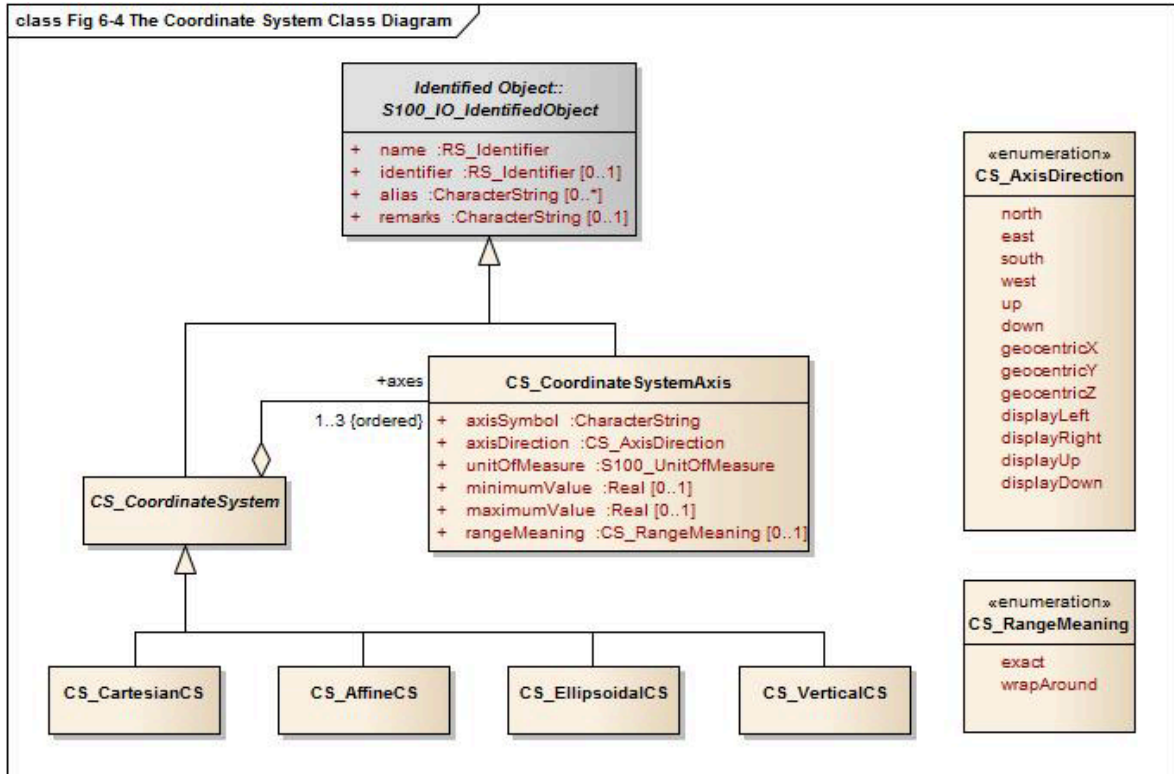 class Fig 6-4 The Coordinate System Class Diagram
Identified Object::
S100_IO_IdentifiedObject
+ name :RS_Identifier
+ identifier :RS_Identifier [0..1]
+ alias :CharacterString [0..*]
+ remarks :CharacterString [0..1]
«enumeration»
CS_AxisDirection
north
east
south
west
up
down
geocentricX
geocentricY
geocentricZ
displayLeft
displayRight
displayUp
displayDown
+axes
1..3 {ordered}
CS_CoordinateSystemAxis
+ axisSymbol :CharacterString
+ axisDirection :CS_AxisDirection
+ unitOfMeasure :S100_UnitOfMeasure
+ minimumValue :Real [0..1]
+ maximumValue :Real [0..1]
+ rangeMeaning :CS_RangeMeaning [0..1]
CS_CoordinateSystem
«enumeration»
CS_RangeMeaning
exact
wrapAround
CS_CartesianCS
CS_AffineCS
CS_EllipsoidalCS
CS_VerticalCS